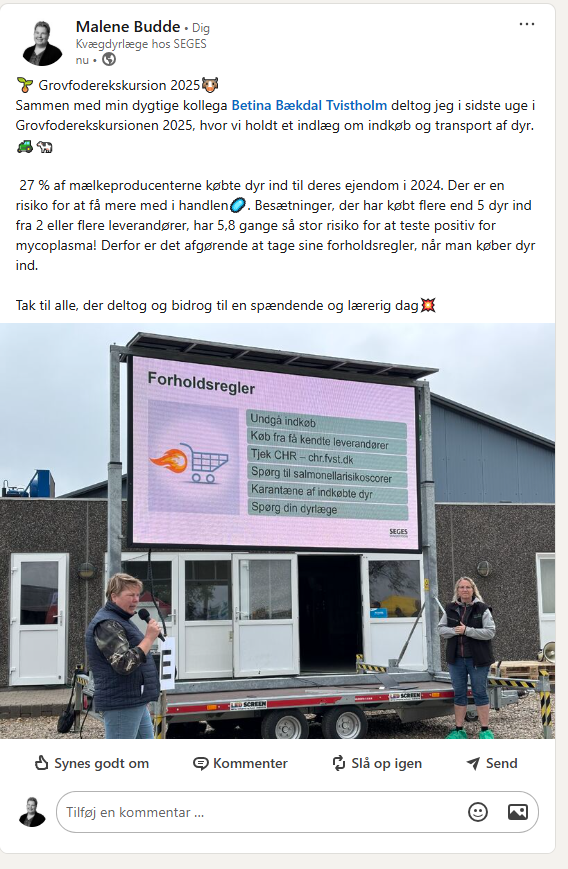 Malene Budde • Dig
Kvægdyrlæge hos SEGES
nu •
Grovfoderekskursion 2025
Sammen med min dygtige kollega Betina Bækdal Tvistholm deltog jeg i sidste uge i
Grovfoderekskursionen 2025, hvor vi holdt et indlæg om indkøb og transport af dyr.
27 % af mælkeproducenterne købte dyr ind til deres ejendom i 2024. Der er en
risiko for at få mere med i handlen. Besætninger, der har købt flere end 5 dyr ind
fra 2 eller flere leverandører, har 5,8 gange så stor risiko for at teste positiv for
mycoplasma! Derfor er det afgørende at tage sine forholdsregler, når man køber dyr
ind.
Tak til alle, der deltog og bidrog til en spændende og lærerig dag
Forholdsregler
Undgå indkøb
Køb fra få kendte leverandører
Tjek CHR – chr.fvst.dk
Spørg til salmonellarisikoscorer
Karantæne af indkøbte dyr
Spørg din dyrlæge
SEGES
E
LED SCREEN
LED SCREEN
Synes godt om
Kommenter
Slå op igen
Send
Tilføj en kommentar ...